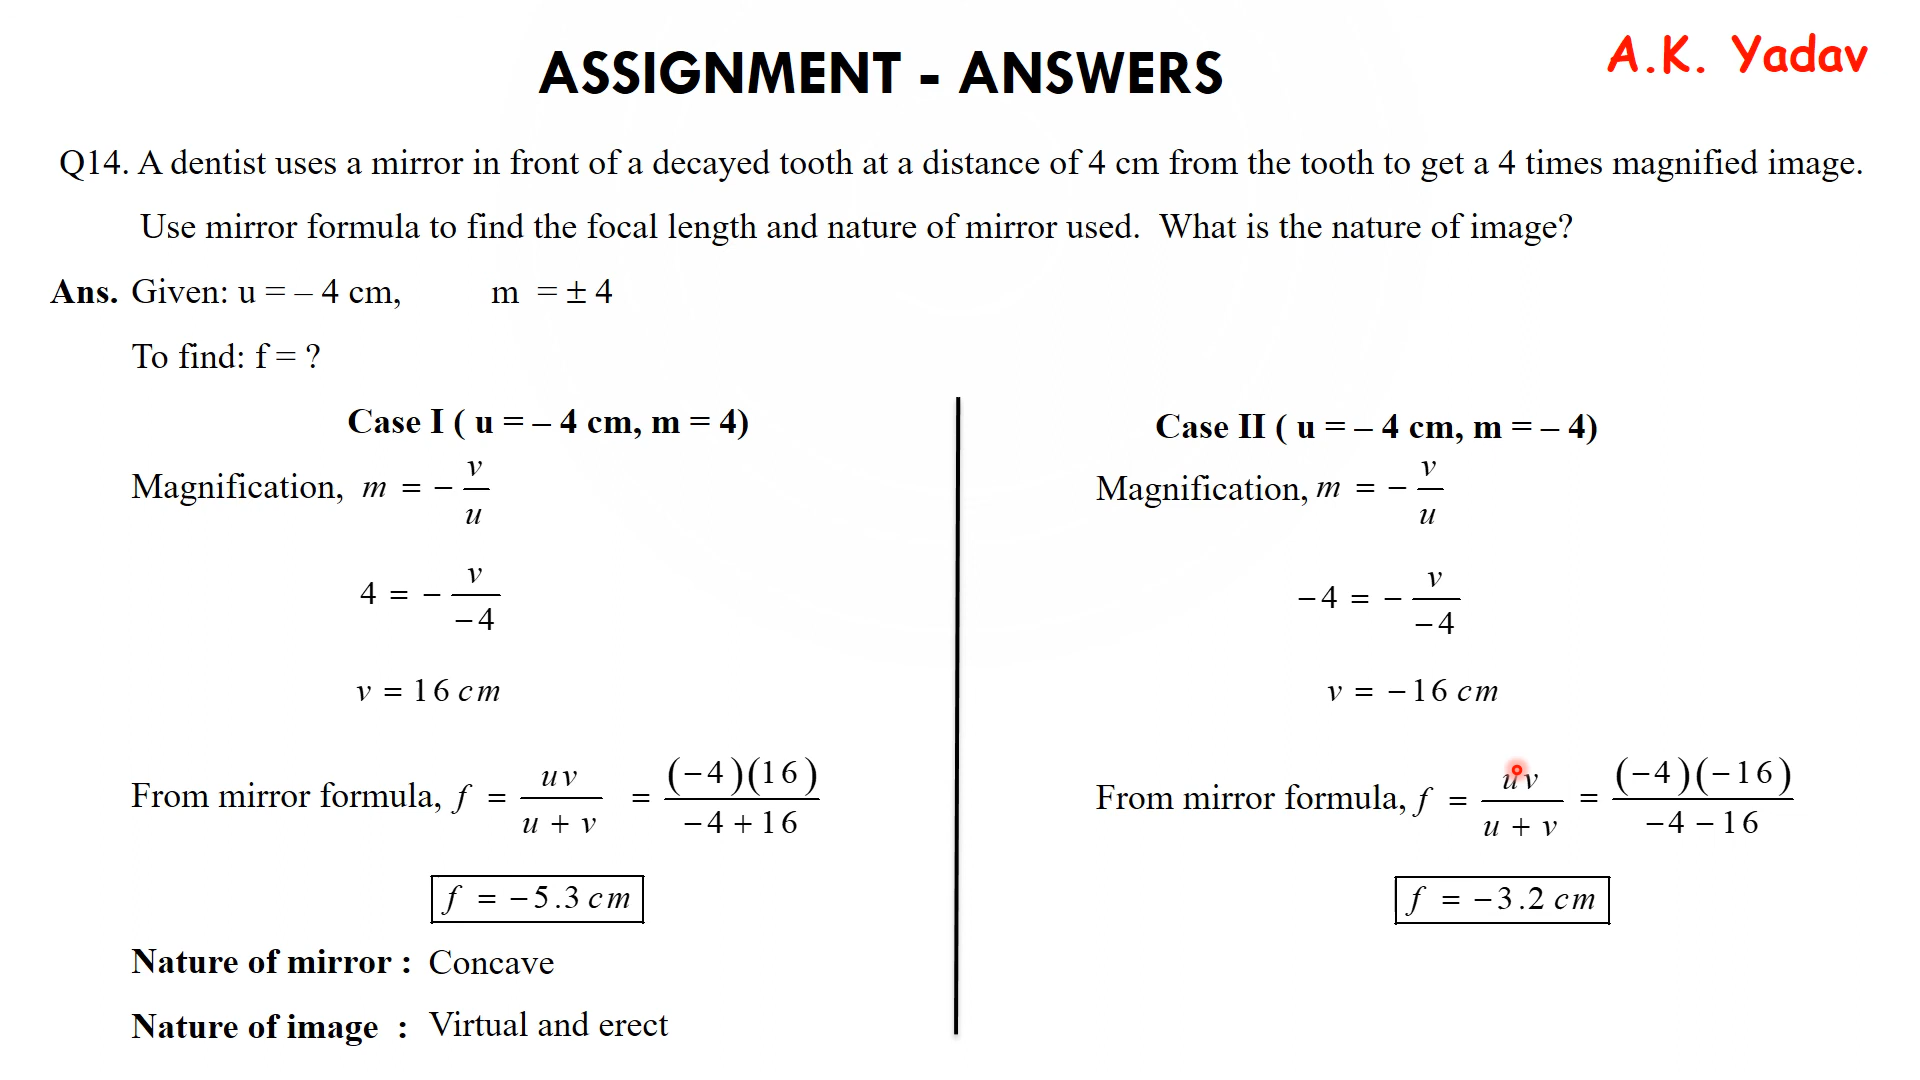 ASSIGNMENT - ANSWERS
A.K. Yadav
Q14. A dentist uses a mirror in front of a decayed tooth at a distance of 4 cm from the tooth to get a 4 times magnified image.
Use mirror formula to find the focal length and nature of mirror used. What is the nature of image?
Ans. Given: u = – 4 cm, m = ± 4
To find: f = ?
Case I ( u = – 4 cm, m = 4)
Magnification, m = − v/u
4 = − v/−4
v = 16 cm
From mirror formula, f = uv/(u + v) = (−4)(16)/(−4 + 16)
f = −5.3 cm
Nature of mirror : Concave
Nature of image : Virtual and erect
Case II ( u = – 4 cm, m = – 4)
Magnification, m = − v/u
−4 = − v/−4
v = −16 cm
From mirror formula, f = uv/(u + v) = (−4)(−16)/(−4 − 16)
f = −3.2 cm